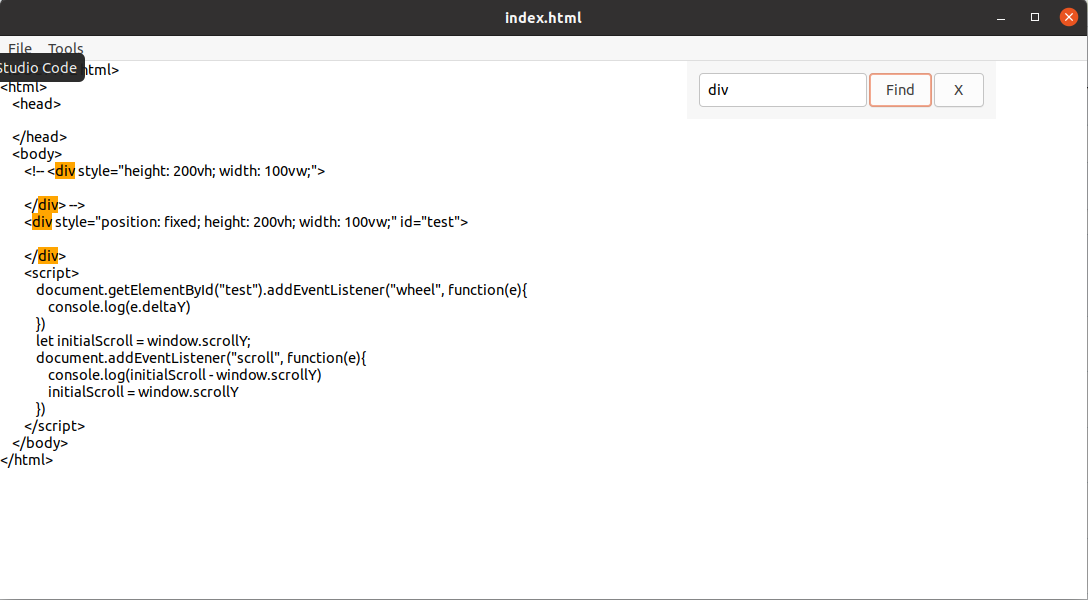 index.html
File Tools
Studio Code
html>
div
Find
X
<html>
<head>
</head>
<body>
<!-- <div style="height: 200vh; width: 100vw;">
</div> -->
<div style="position: fixed; height: 200vh; width: 100vw;" id="test">
</div>
<script>
document.getElementById("test").addEventListener("wheel", function(e){
console.log(e.deltaY)
})
let initialScroll = window.scrollY;
document.addEventListener("scroll", function(e){
console.log(initialScroll - window.scrollY)
initialScroll = window.scrollY
})
</script>
</body>
</html>